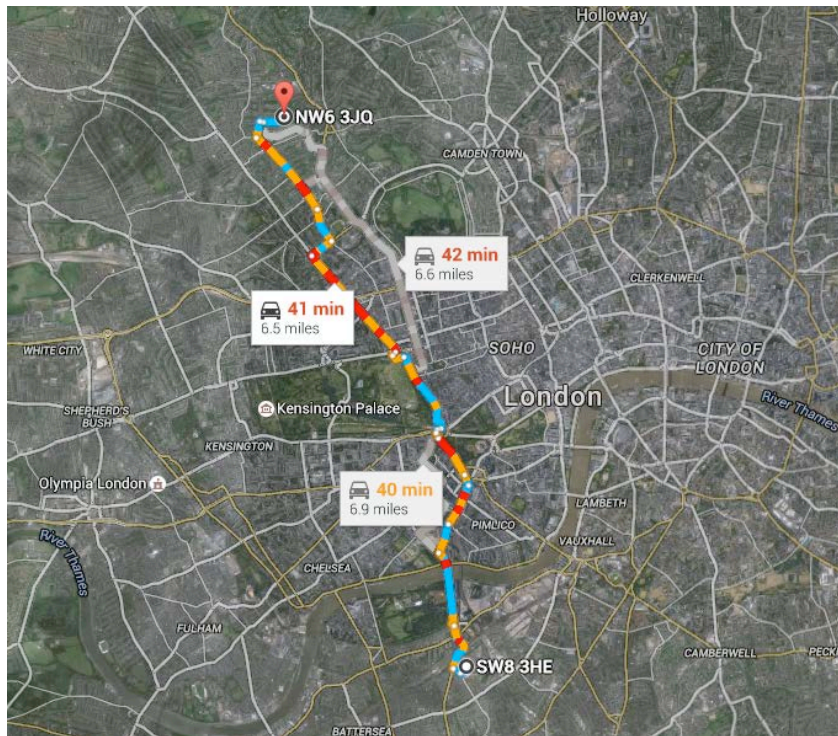 Holloway
NW6 3JQ
CAMDEN TOWN
42 min
6.6 miles
CLERKENWELL
41 min
6.5 miles
WHITE CITY
SOHO
CITY OF
LONDON
London
River Thames
SHEPHERD'S
BUSH
Kensington Palace
KENSINGTON
Olympia London
40 min
6.9 miles
LAMBETH
PIMLICO
River Thames
VAUXHALL
CHELSEA
FULHAM
SW8 3HE
CAMBERWELL
PECK
BATTERSEA